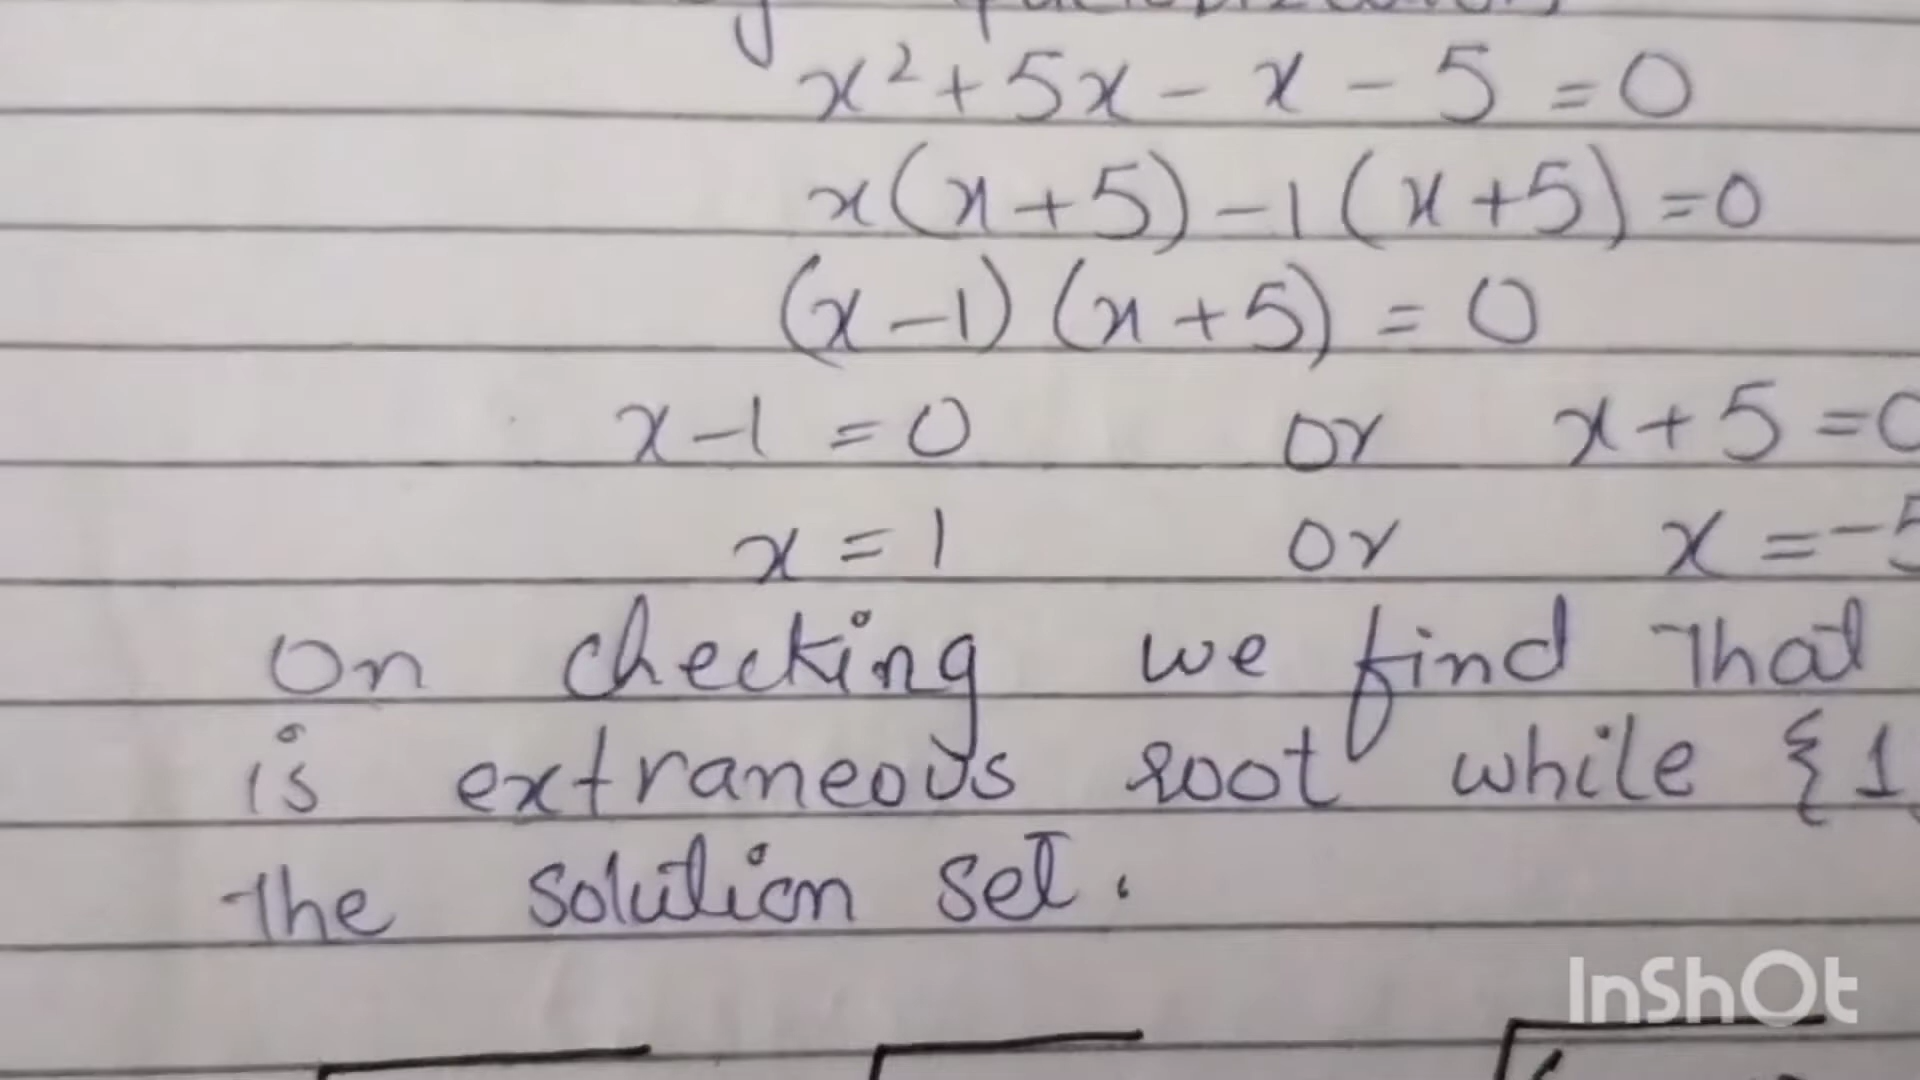 x² + 5x - x - 5 = 0
x(x+5) -1(x+5) = 0
(x-1)(x+5) = 0
x-1 = 0 or x+5 = 0
x = 1 or x = -5
On checking we find that
is extraneous root while {1}
the solution set.
InShOt